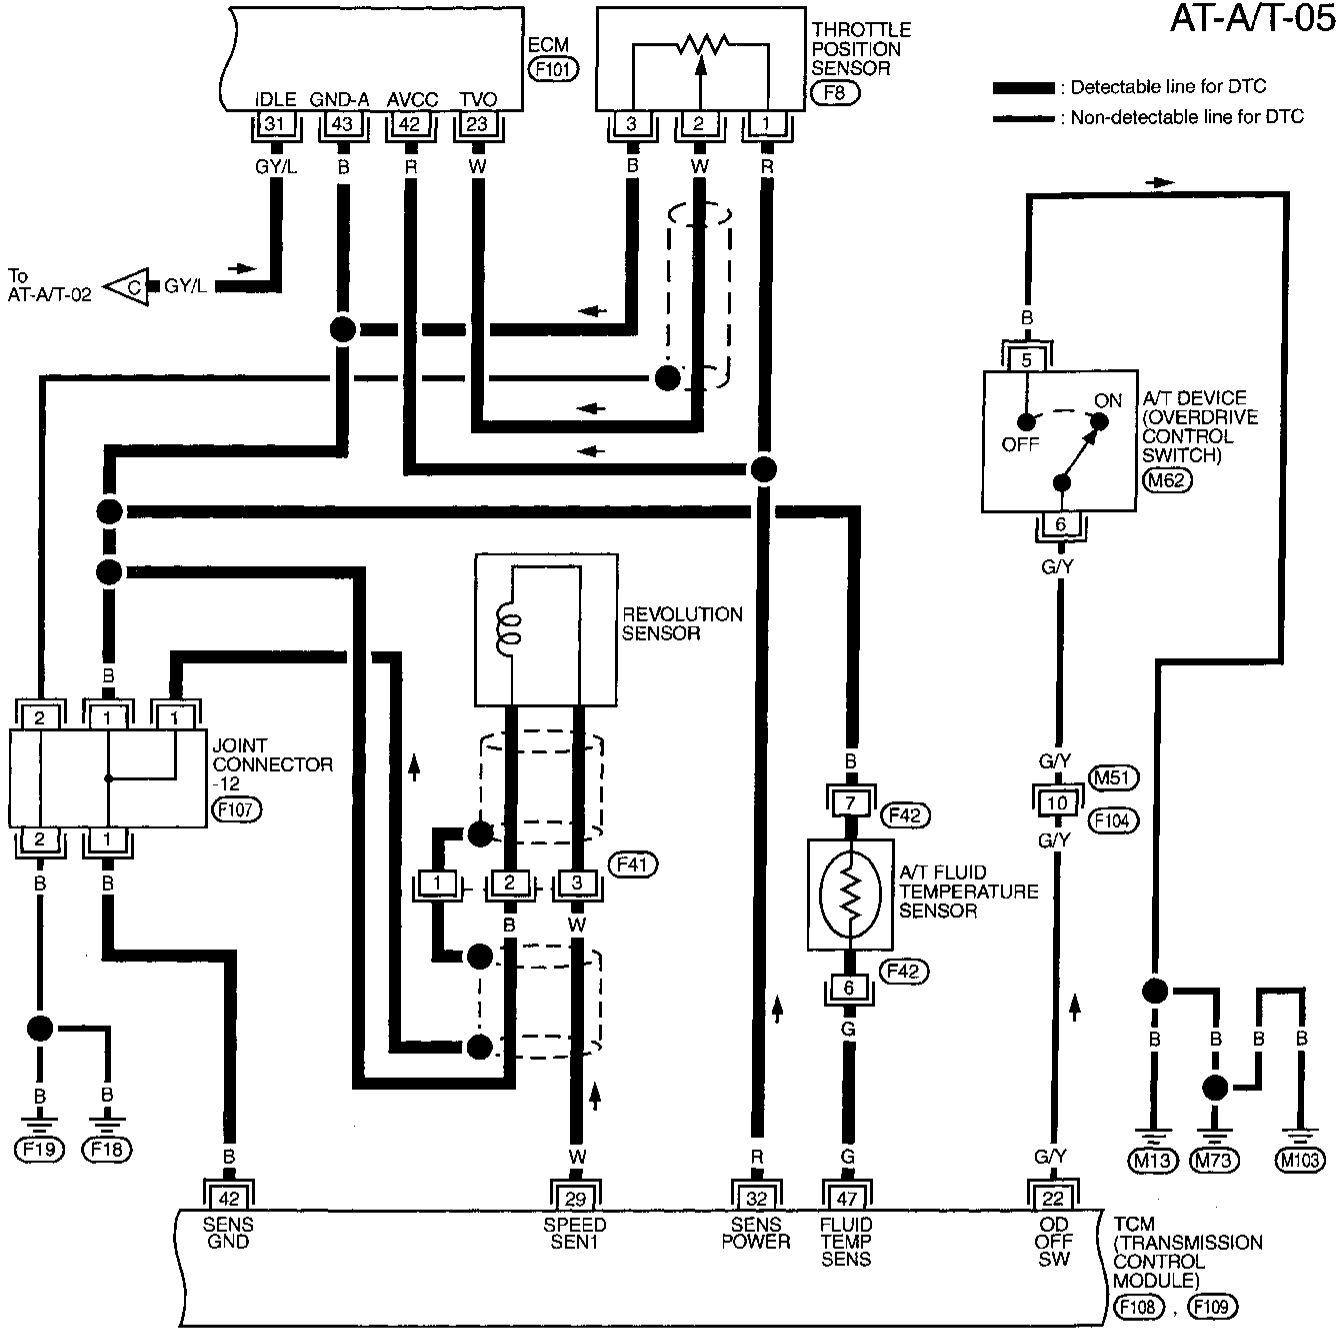 AT-A/T-05
THROTTLE
POSITION
SENSOR
F8
ECM
F101
: Detectable line for DTC
: Non-detectable line for DTC
IDLE GND-A AVCC TVO
31 43 42 23 3 2 1
GY/L B R W B W R
To
AT-A/T-02
C
GY/L
B
5
ON
OFF
A/T DEVICE
(OVERDRIVE
CONTROL
SWITCH)
M62
6
G/Y
REVOLUTION
SENSOR
B
2 1 1
JOINT
CONNECTOR
-12
F107
2 1
B B
1 2 3
F41
B W
B
7
F42
A/T FLUID
TEMPERATURE
SENSOR
F42
6
G
G/Y
M51
10
F104
G/Y
B B B B
B B
F19 F18
M13 M73 M103
B W R G G/Y
42 29 32 47 22
SENS
GND
SPEED
SEN1
SENS
POWER
FLUID
TEMP
SENS
OD
OFF
SW
TCM
(TRANSMISSION
CONTROL
MODULE)
F108 , F109